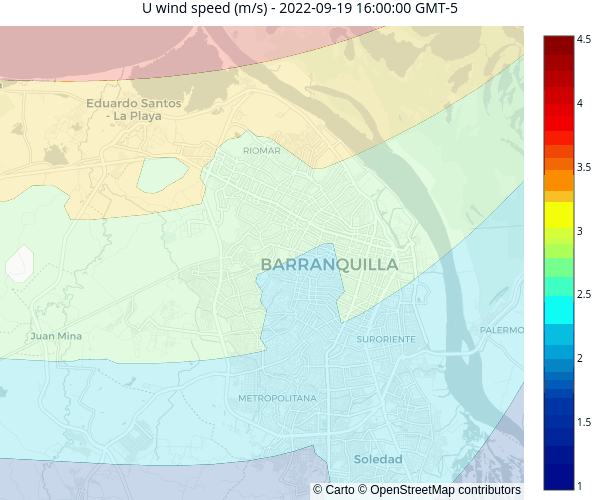 U wind speed (m/s) - 2022-09-19 16:00:00 GMT-5
4.5
Eduardo Santos
- La Playa
4
RIOMAR
3.5
3
BARRANQUILLA
2.5
Juan Mina
SURORIENTE
PALERMO
2
METROPOLITANA
1.5
Soledad
1
© Carto © OpenStreetMap contributors